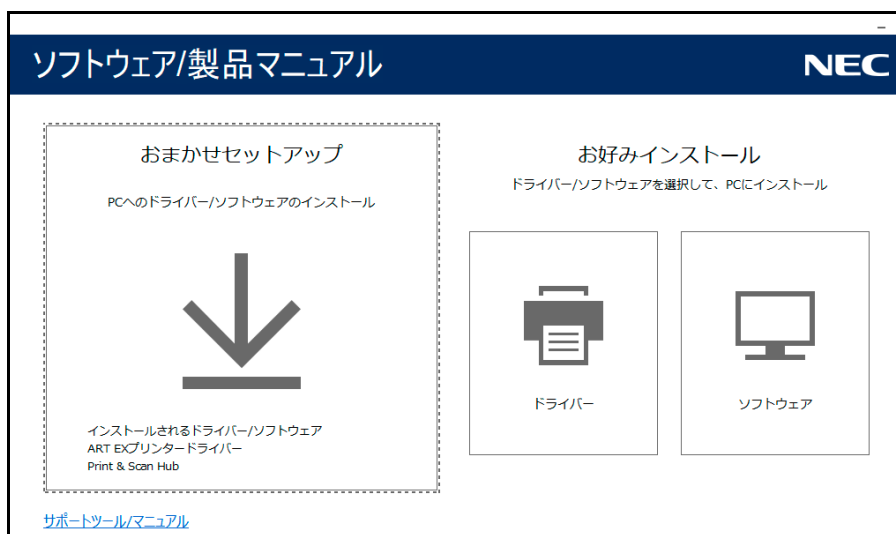 ソフトウェア/製品マニュアル
NEC
おまかせセットアップ
PCへのドライバー/ソフトウェアのインストール
インストールされるドライバー/ソフトウェア
ART EXプリンタードライバー
Print & Scan Hub
お好みインストール
ドライバー/ソフトウェアを選択して、PCにインストール
ドライバー
ソフトウェア
サポートツール/マニュアル